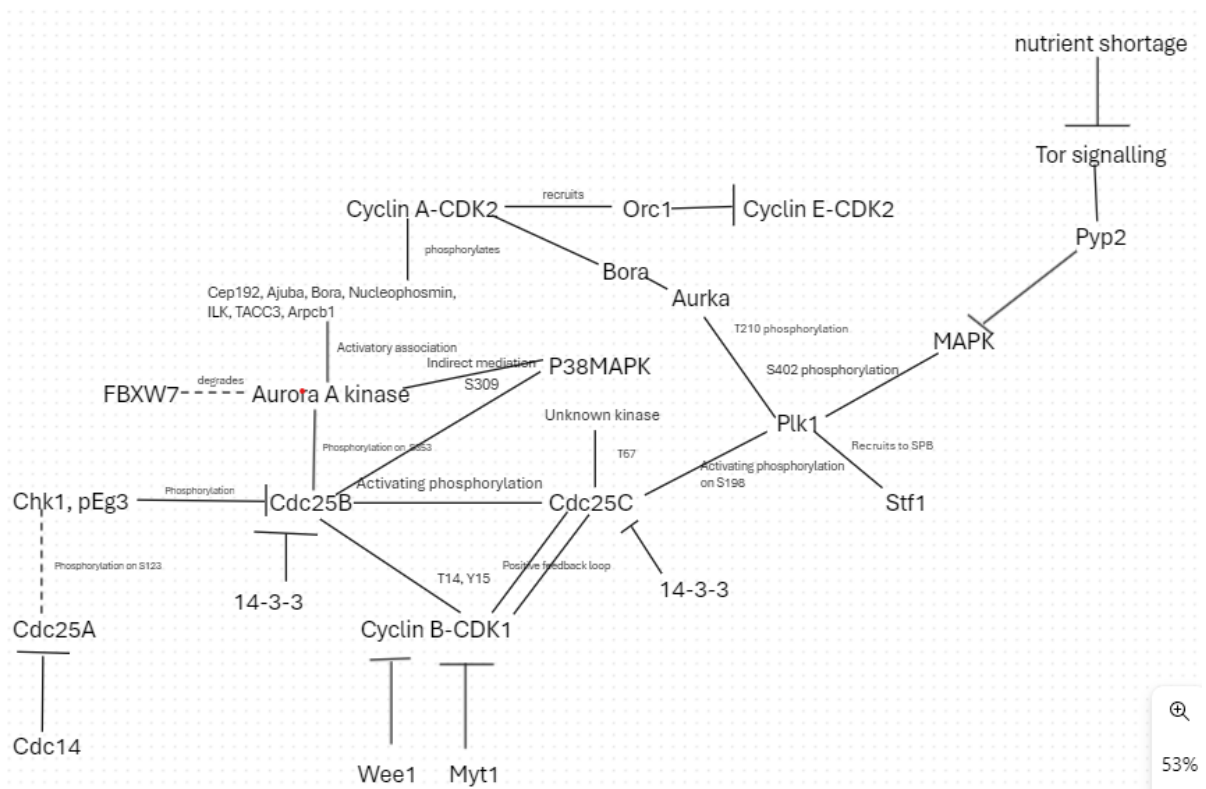 nutrient shortage
Tor signalling
Cyclin A-CDK2
recruits
Orc1
Cyclin E-CDK2
Pyp2
phosphorylates
Bora
Aurka
Cep192, Ajuba, Bora, Nucleophosmin,
ILK, TACC3, Arpcb1
T210 phosphorylation
MAPK
Activatory association
Indirect mediation
P38MAPK
S402 phosphorylation
FBXW7
degrades
Aurora A kinase
S309
Unknown kinase
Plk1
Phosphorylation on S353
T67
Recruits to SPB
Activating phosphorylation
on S198
Chk1, pEg3
Phosphorylation
Cdc25B
Activating phosphorylation
Cdc25C
Stf1
Phosphorylation on S123
T14, Y15
Positive feedback loop
14-3-3
14-3-3
Cdc25A
Cyclin B-CDK1
Cdc14
Wee1
Myt1
53%